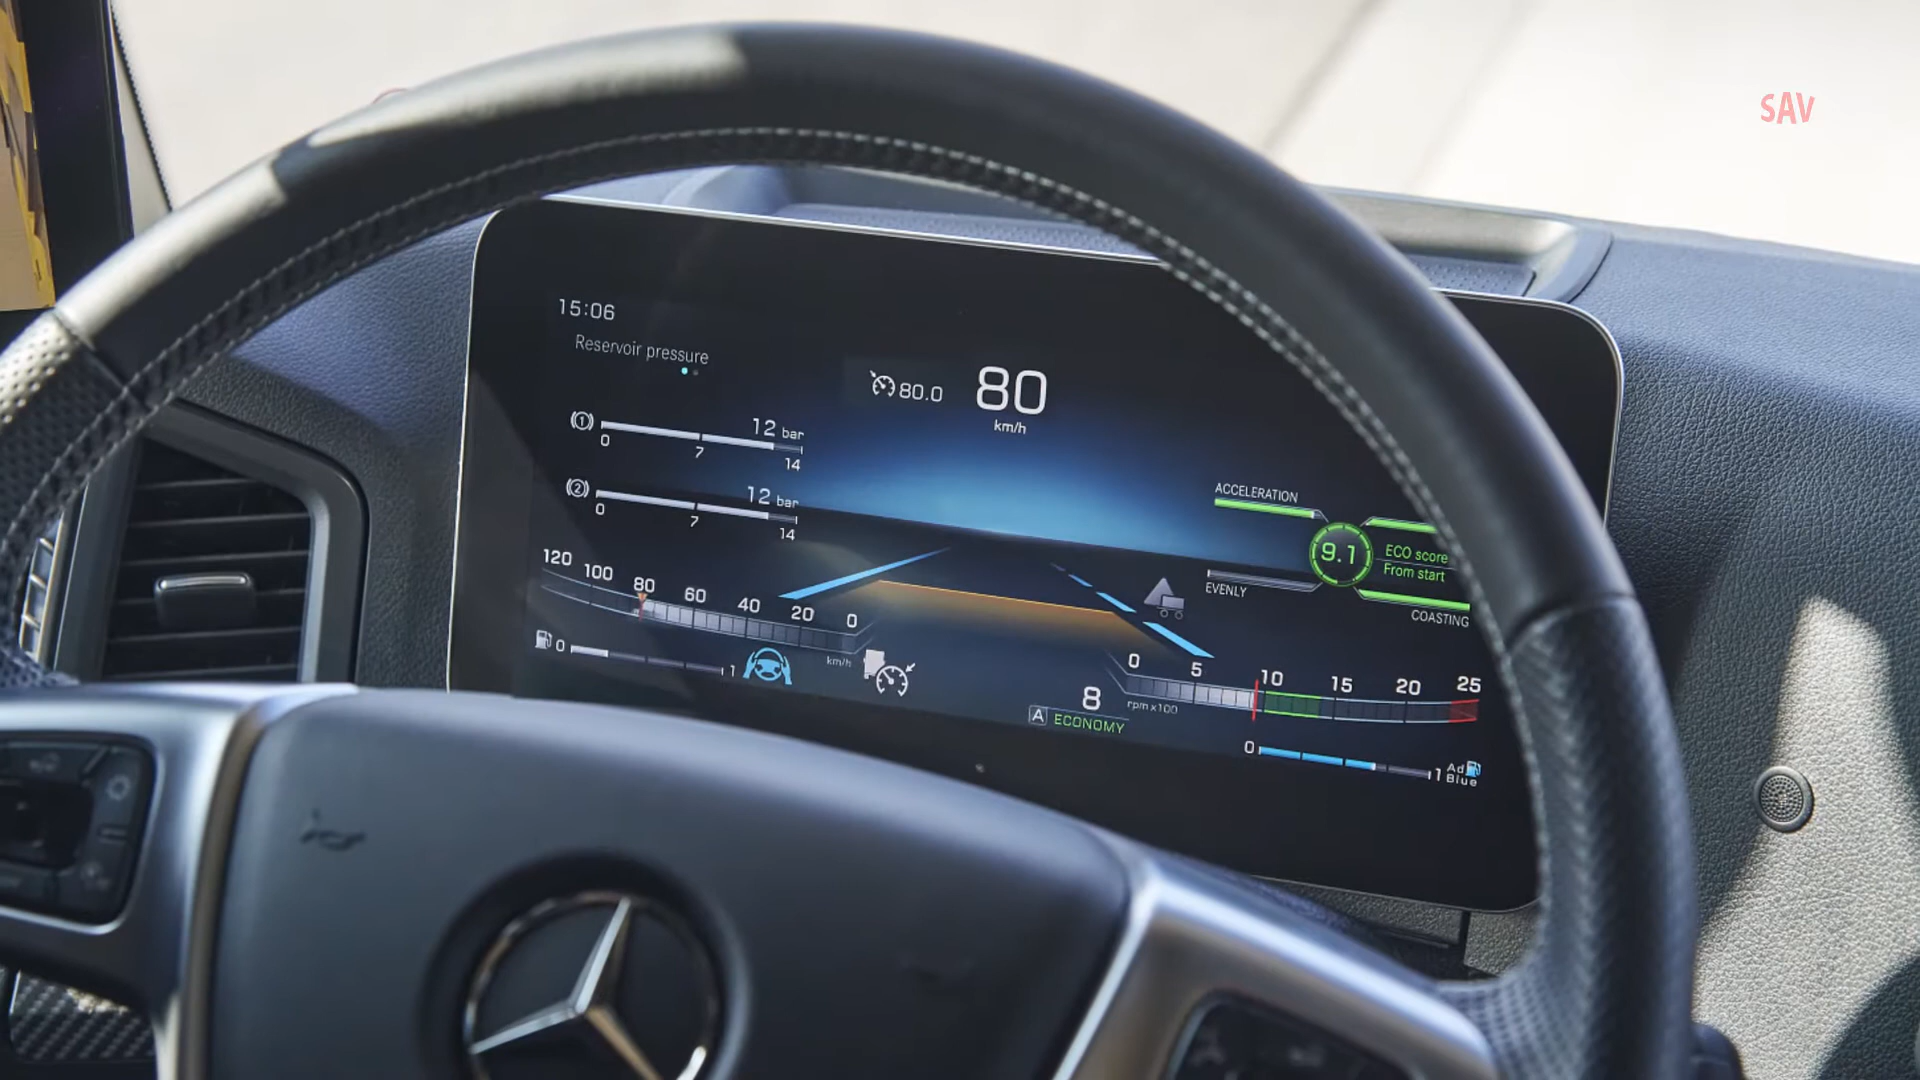 SAV
15:06
Reservoir pressure
80.0
80
km/h
(1)
12 bar
0
7
14
(2)
12 bar
0
7
14
ACCELERATION
9.1
ECO score
From start
EVENLY
COASTING
120 100 80 60 40 20 0
km/h
0
1
8
A ECONOMY
0 5 10 15 20 25
rpm x100
0
1
Ad
Blue